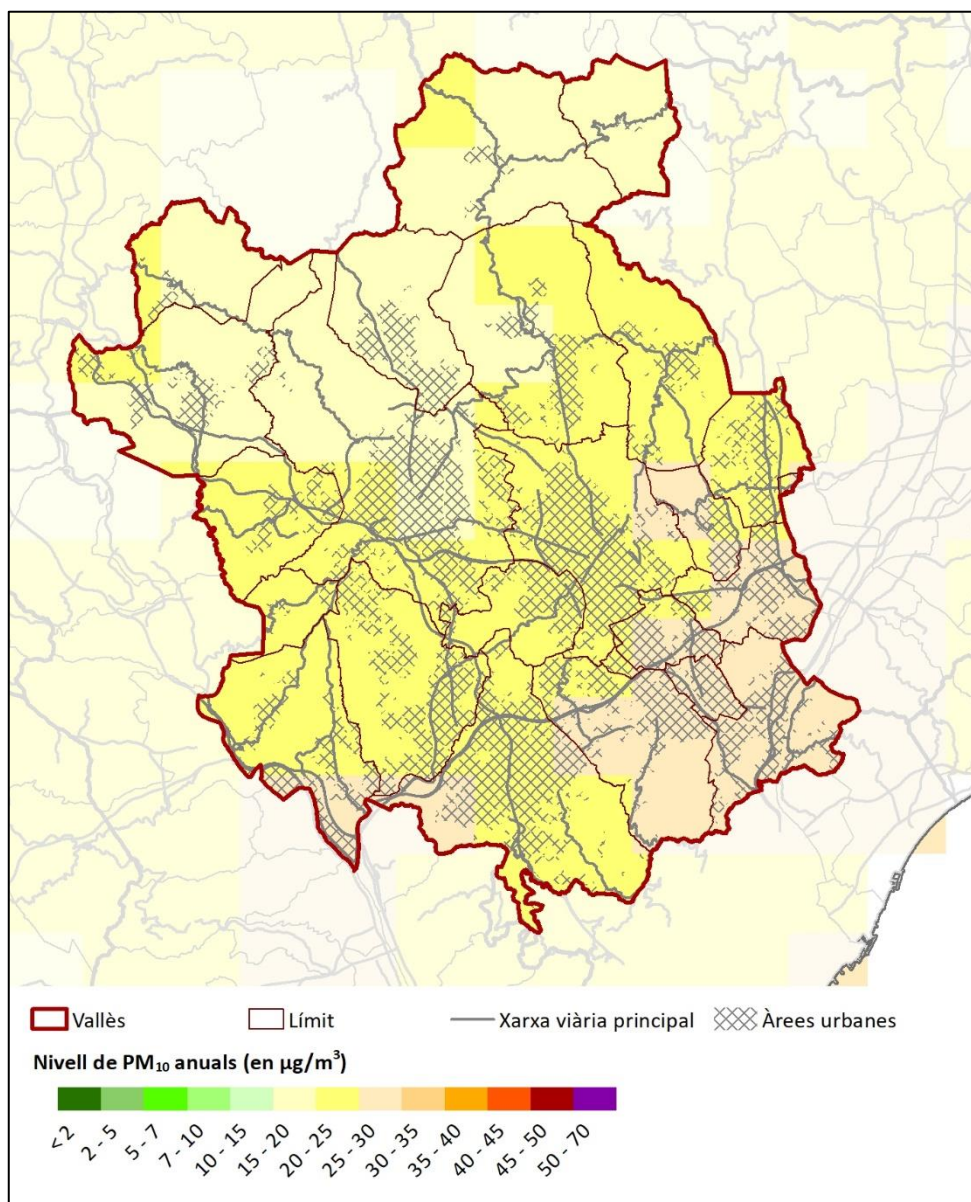 Vallès Límit Xarxa viària principal Àrees urbanes
Nivell de PM₁₀ anuals (en µg/m³)
< 2 2 - 5 5 - 7 7 - 10 10 - 15 15 - 20 20 - 25 25 - 30 30 - 35 35 - 40 40 - 45 45 - 50 50 - 70